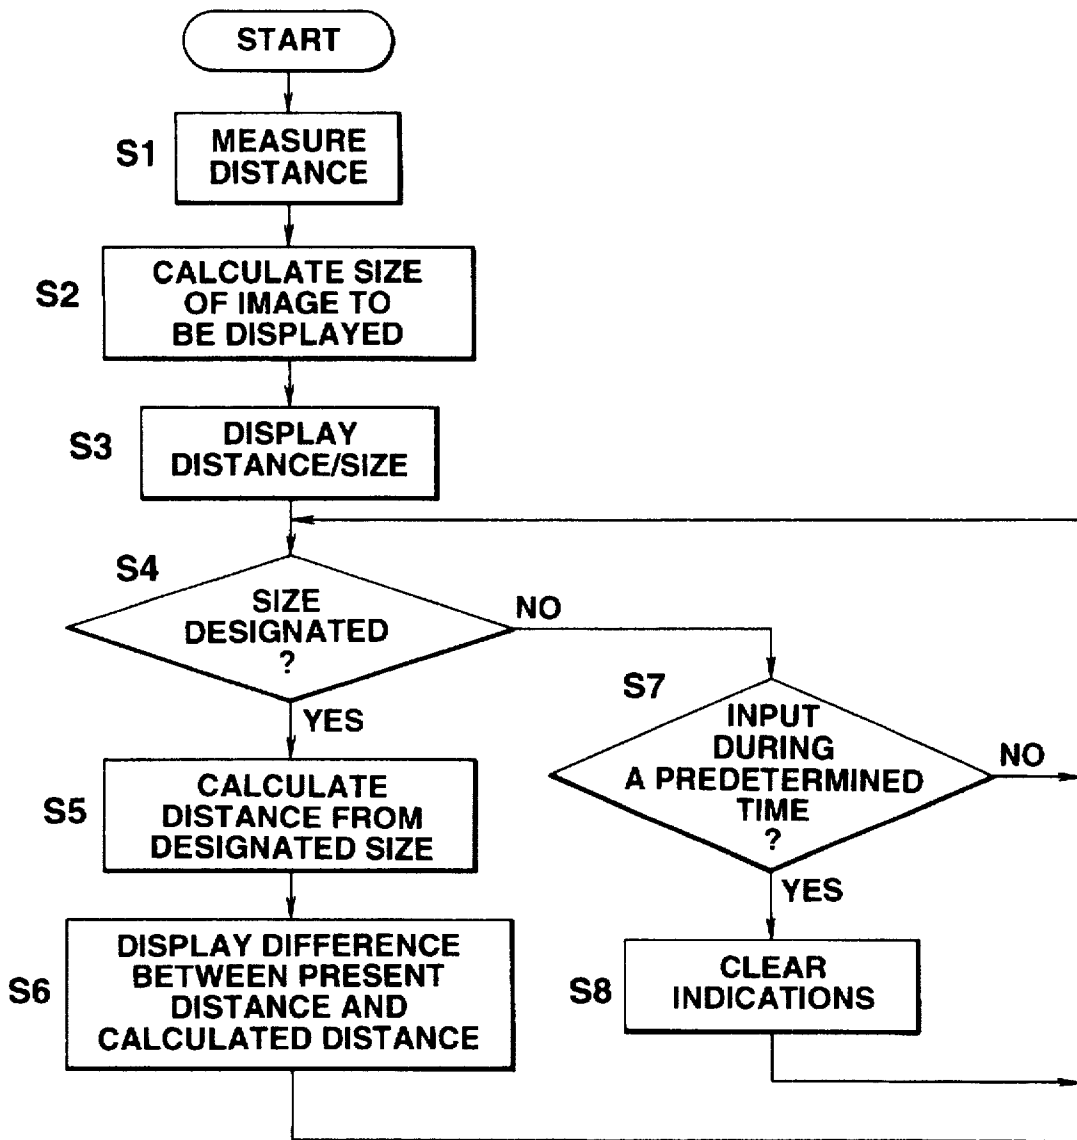 START
S1
MEASURE
DISTANCE
S2
CALCULATE SIZE
OF IMAGE TO
BE DISPLAYED
S3
DISPLAY
DISTANCE/SIZE
S4
SIZE
DESIGNATED
?
NO
YES
S5
CALCULATE
DISTANCE FROM
DESIGNATED SIZE
S6
DISPLAY DIFFERENCE
BETWEEN PRESENT
DISTANCE AND
CALCULATED DISTANCE
S7
INPUT
DURING
A PREDETERMINED
TIME
?
NO
YES
S8
CLEAR
INDICATIONS